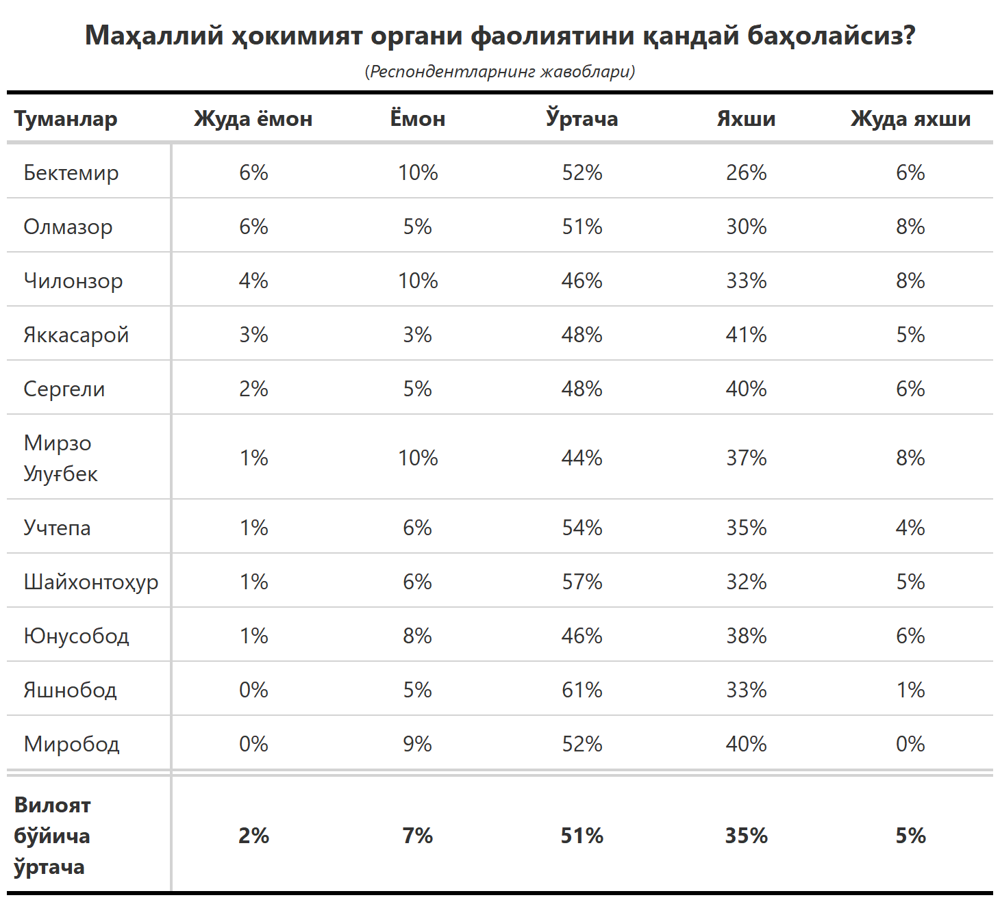 Маҳаллий ҳокимият органи фаолиятини қандай баҳолайсиз?
(Респондентларнинг жавоблари)
Туманлар Жуда ёмон Ёмон Ўртача Яхши Жуда яхши
Бектемир 6% 10% 52% 26% 6%
Олмазор 6% 5% 51% 30% 8%
Чилонзор 4% 10% 46% 33% 8%
Яккасарой 3% 3% 48% 41% 5%
Сергели 2% 5% 48% 40% 6%
Мирзо
Улуғбек 1% 10% 44% 37% 8%
Учтепа 1% 6% 54% 35% 4%
Шайхонтоҳур 1% 6% 57% 32% 5%
Юнусобод 1% 8% 46% 38% 6%
Яшнобод 0% 5% 61% 33% 1%
Миробод 0% 9% 52% 40% 0%
Вилоят
бўйича 2% 7% 51% 35% 5%
ўртача